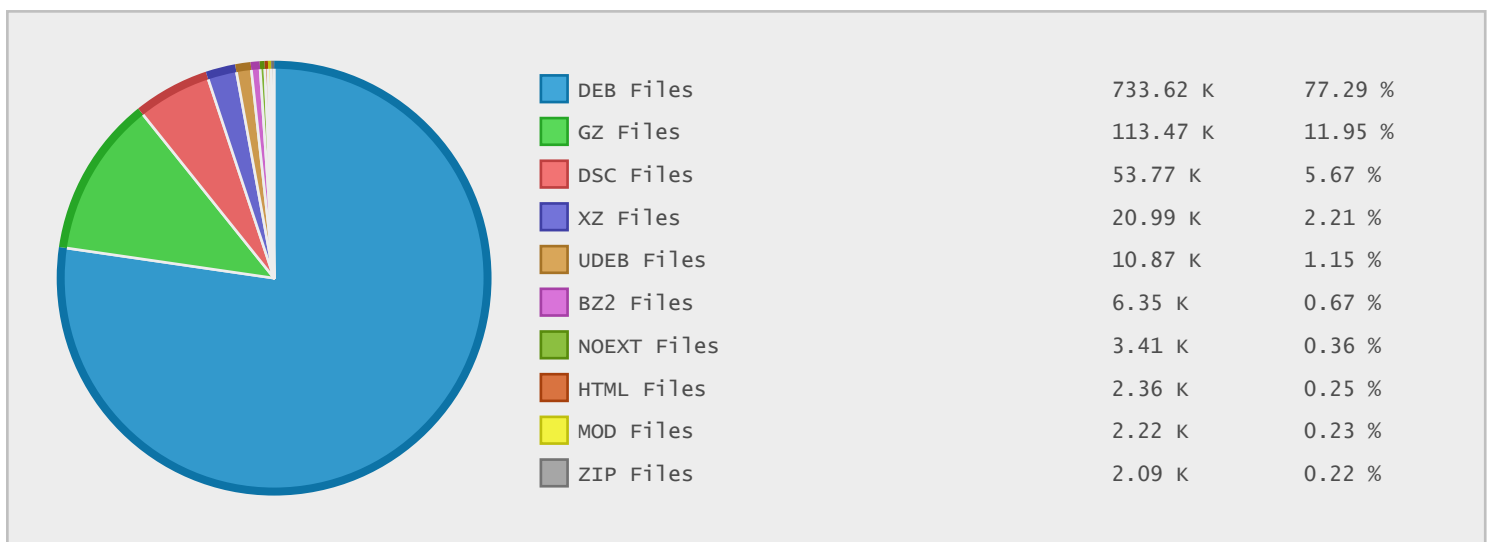 DEB Files 733.62 K 77.29 %
GZ Files 113.47 K 11.95 %
DSC Files 53.77 K 5.67 %
XZ Files 20.99 K 2.21 %
UDEB Files 10.87 K 1.15 %
BZ2 Files 6.35 K 0.67 %
NOEXT Files 3.41 K 0.36 %
HTML Files 2.36 K 0.25 %
MOD Files 2.22 K 0.23 %
ZIP Files 2.09 K 0.22 %